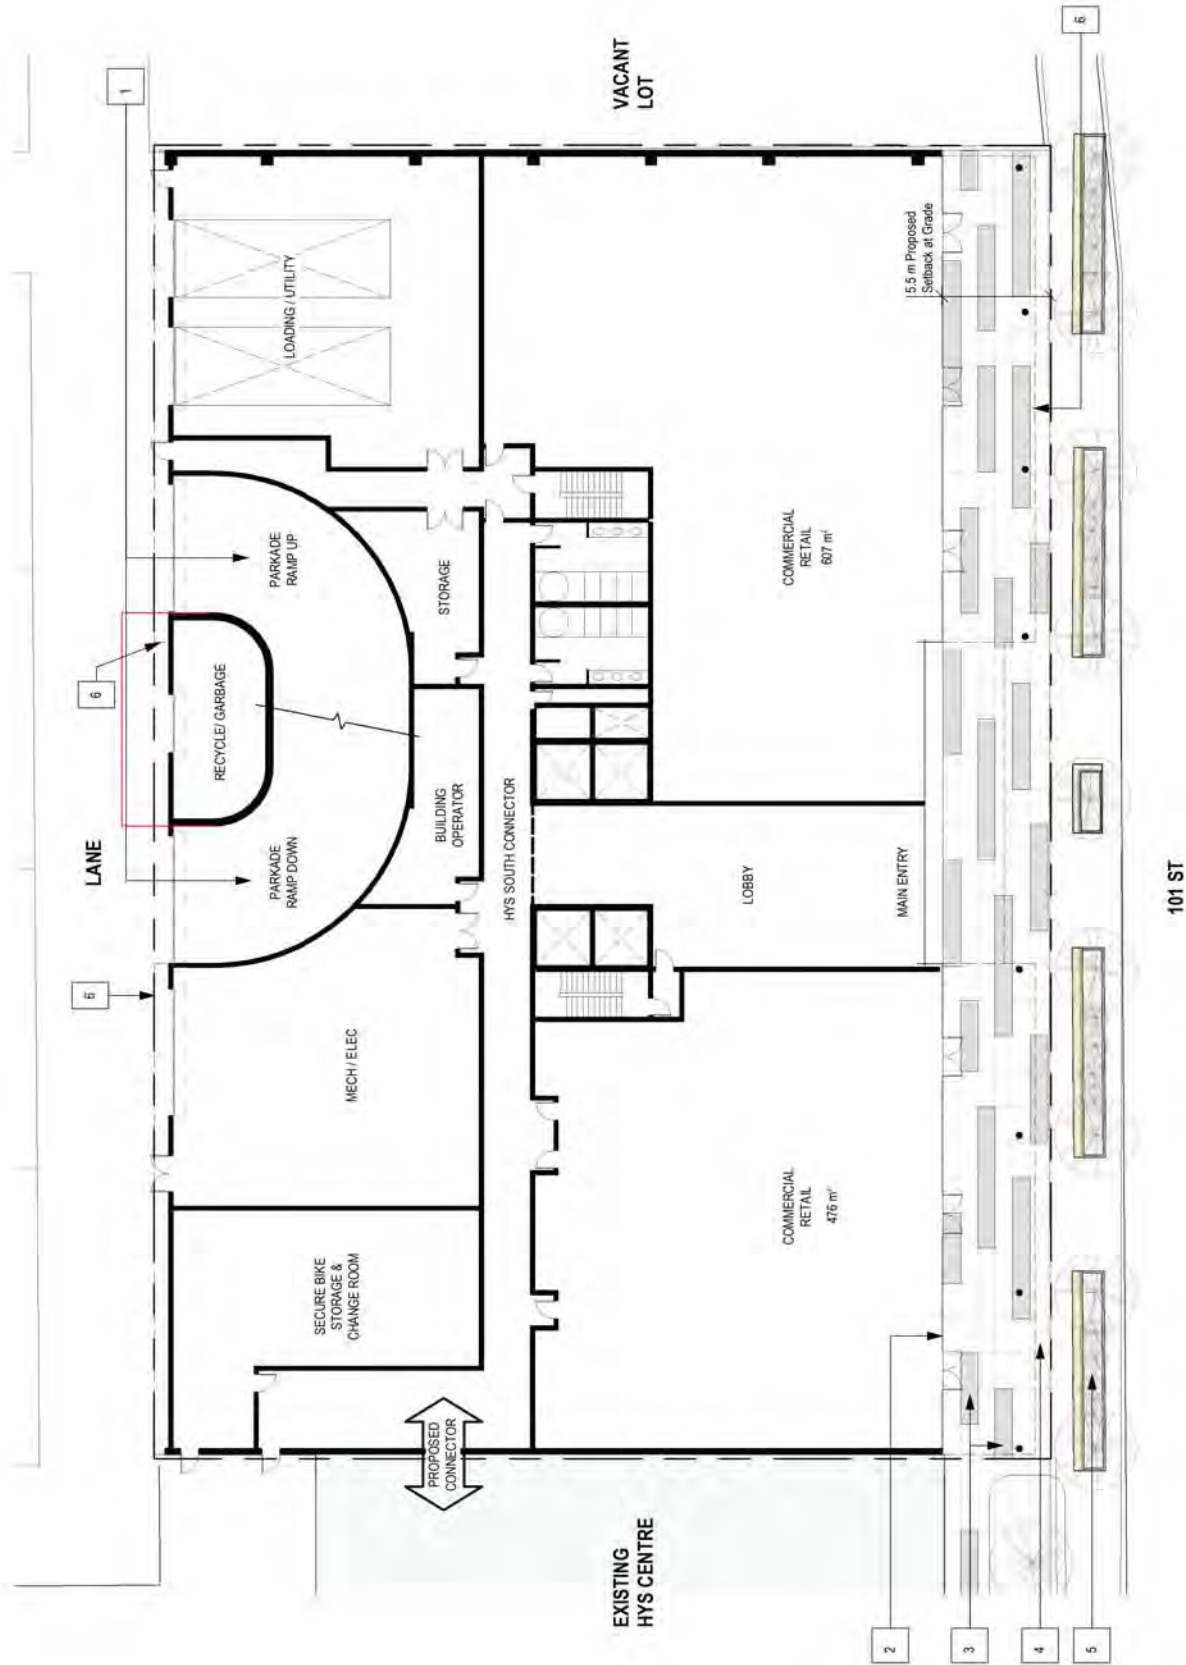 1
6
6
LANE
RECYCLE/ GARBAGE
PARKADE
RAMP DOWN
PARKADE
RAMP UP
LOADING / UTILITY
SECURE BIKE
STORAGE &
CHANGE ROOM
MECH / ELEC
BUILDING
OPERATOR
STORAGE
PROPOSED
CONNECTOR
HYS SOUTH CONNECTOR
EXISTING
HYS CENTRE
VACANT
LOT
COMMERCIAL
RETAIL
476 m²
LOBBY
COMMERCIAL
RETAIL
607 m²
MAIN ENTRY
5.5 m Proposed
Setback at Grade
2
3
4
5
6
101 ST